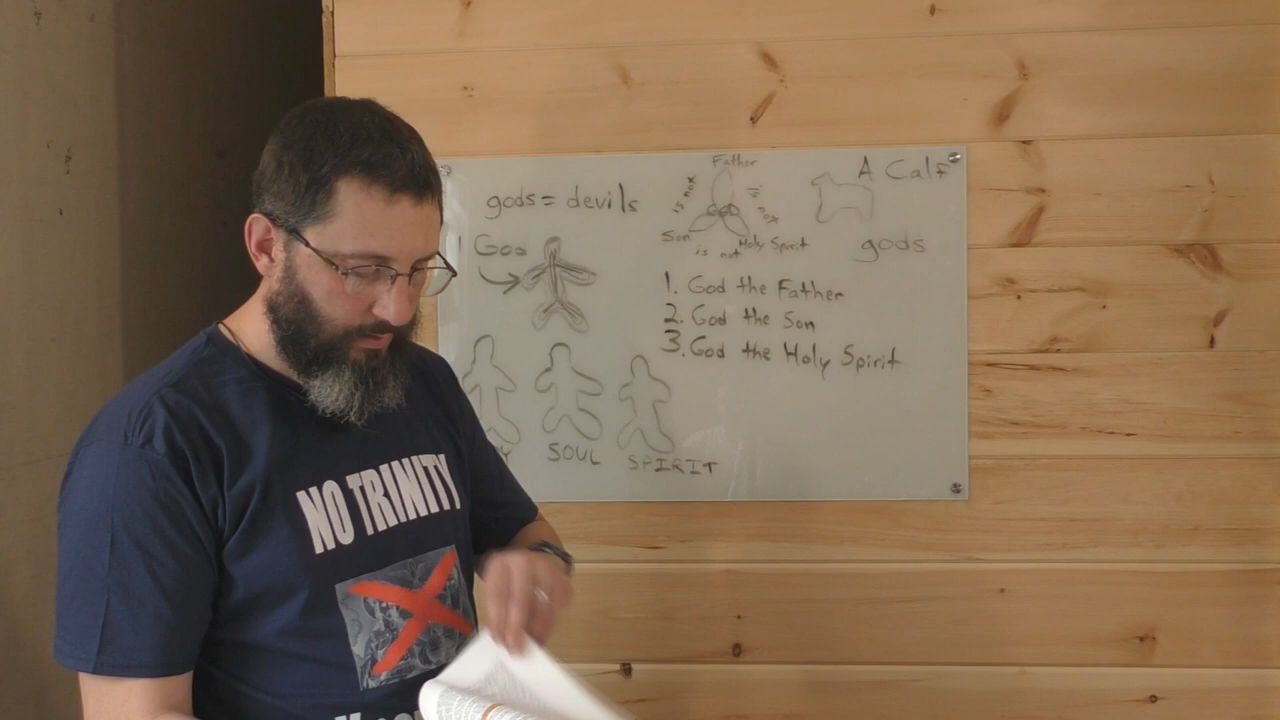 gods = devils
God
SOUL
SPIRIT
Father
is not
is not
God
Son
is not
Holy Spirit
A Calf
gods
1. God the Father
2. God the Son
3. God the Holy Spirit
NO TRINITY